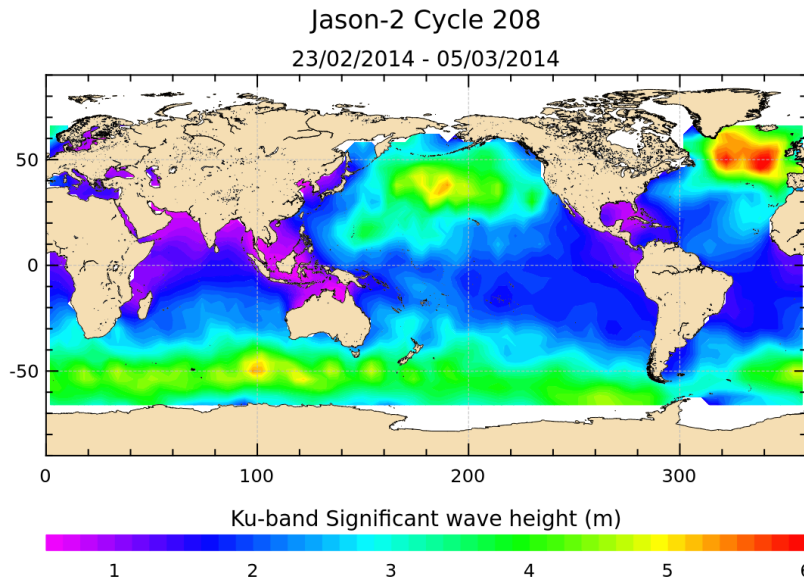 Jason-2 Cycle 208
23/02/2014 - 05/03/2014
50
0
-50
0 100 200 300
Ku-band Significant wave height (m)
1 2 3 4 5 6